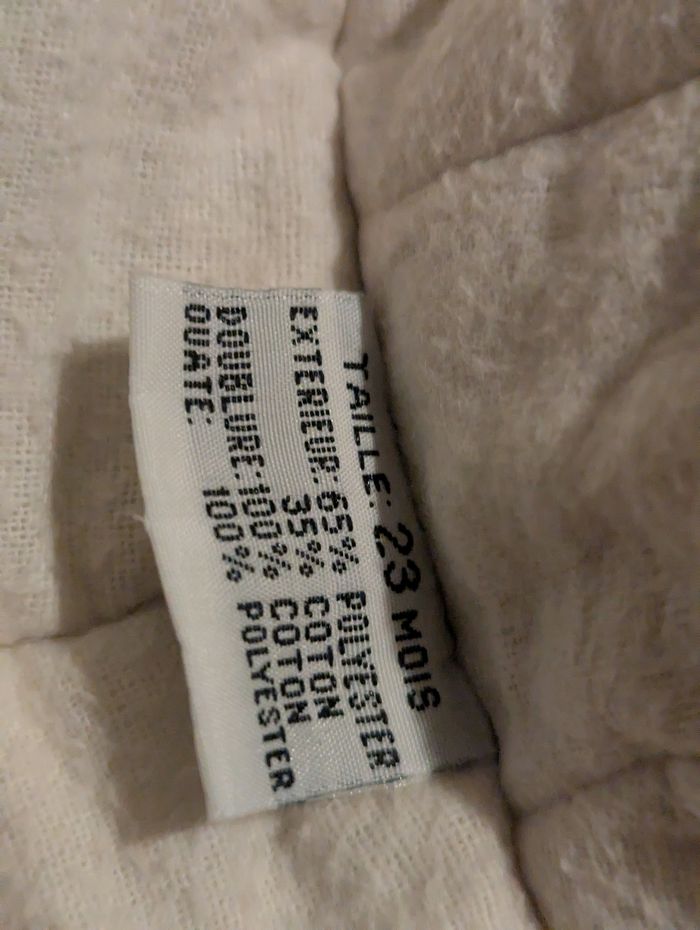 TAILLE: 23 MOIS
EXTERIEUR: 65% POLYESTER
35% COTON
DOUBLURE: 100% COTON
OUATE: 100% POLYESTER